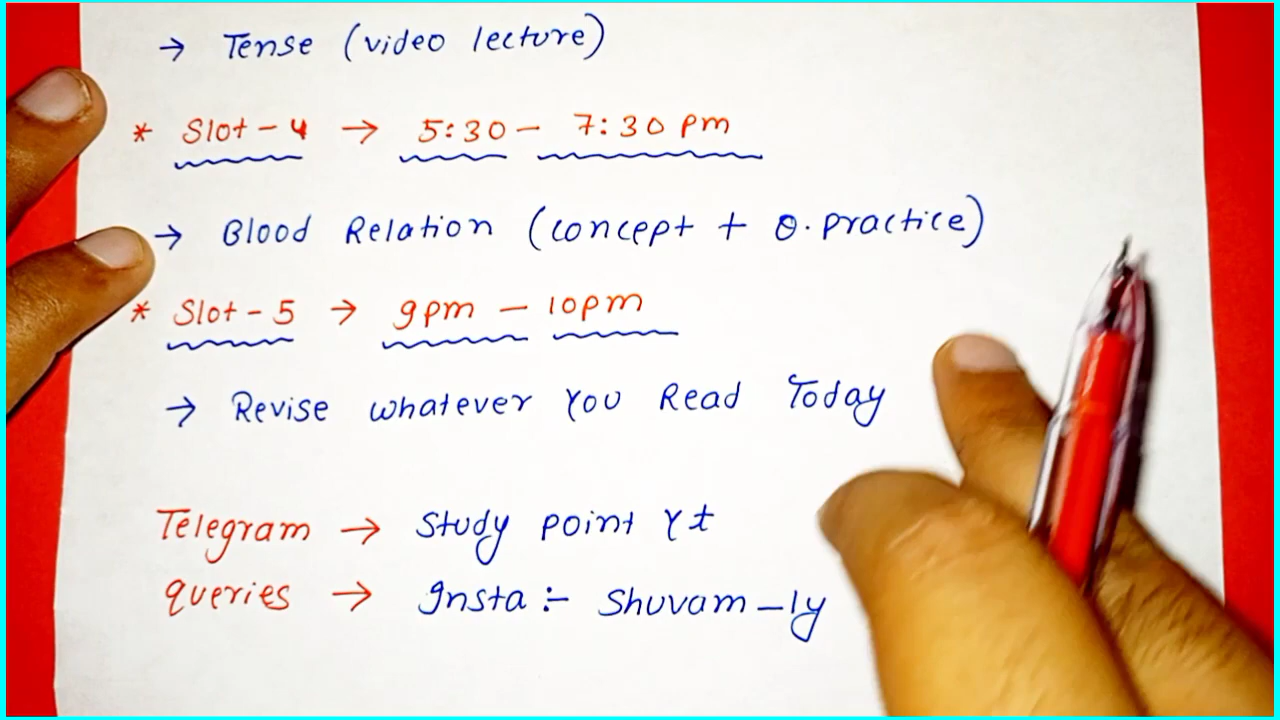 → Tense (video lecture)
* Slot - 4 → 5:30 - 7:30 pm
→ Blood Relation (concept + Q. practice)
* Slot - 5 → 9pm - 10pm
→ Revise whatever You Read Today
Telegram → Study point Yt
queries → Insta :- Shuvam_ly